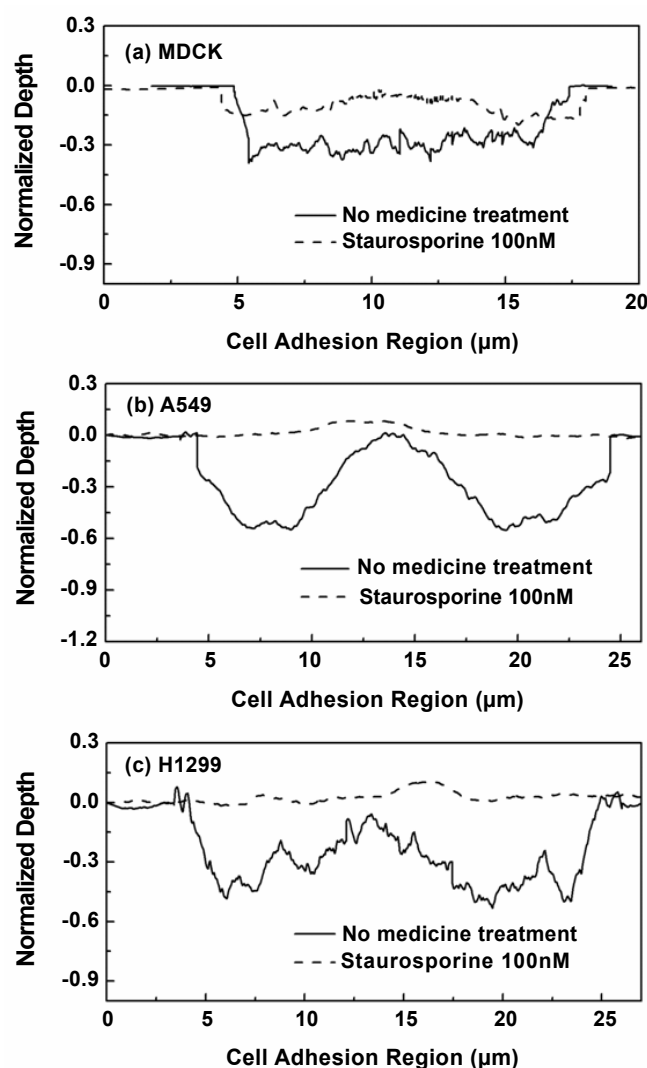 (a) MDCK
0.3
0.0
-0.3
-0.6
-0.9
Normalized Depth
No medicine treatment
Staurosporine 100nM
0 5 10 15 20
Cell Adhesion Region (µm)
(b) A549
0.3
0.0
-0.3
-0.6
-0.9
-1.2
Normalized Depth
No medicine treatment
Staurosporine 100nM
0 5 10 15 20 25
Cell Adhesion Region (µm)
(c) H1299
0.3
0.0
-0.3
-0.6
-0.9
Normalized Depth
No medicine treatment
Staurosporine 100nM
0 5 10 15 20 25
Cell Adhesion Region (µm)